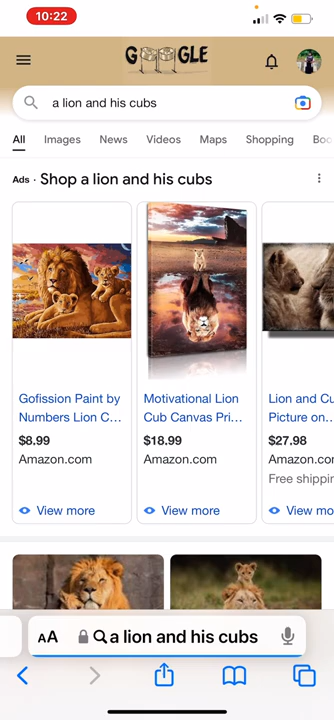 10:22
GOOGLE
a lion and his cubs
All Images News Videos Maps Shopping Boo
Ads · Shop a lion and his cubs
Gofission Paint by
Numbers Lion C...
$8.99
Amazon.com
View more
Motivational Lion
Cub Canvas Pri...
$18.99
Amazon.com
View more
Lion and Cu
Picture on...
$27.98
Amazon.co
Free shippin
View mo
AA a lion and his cubs